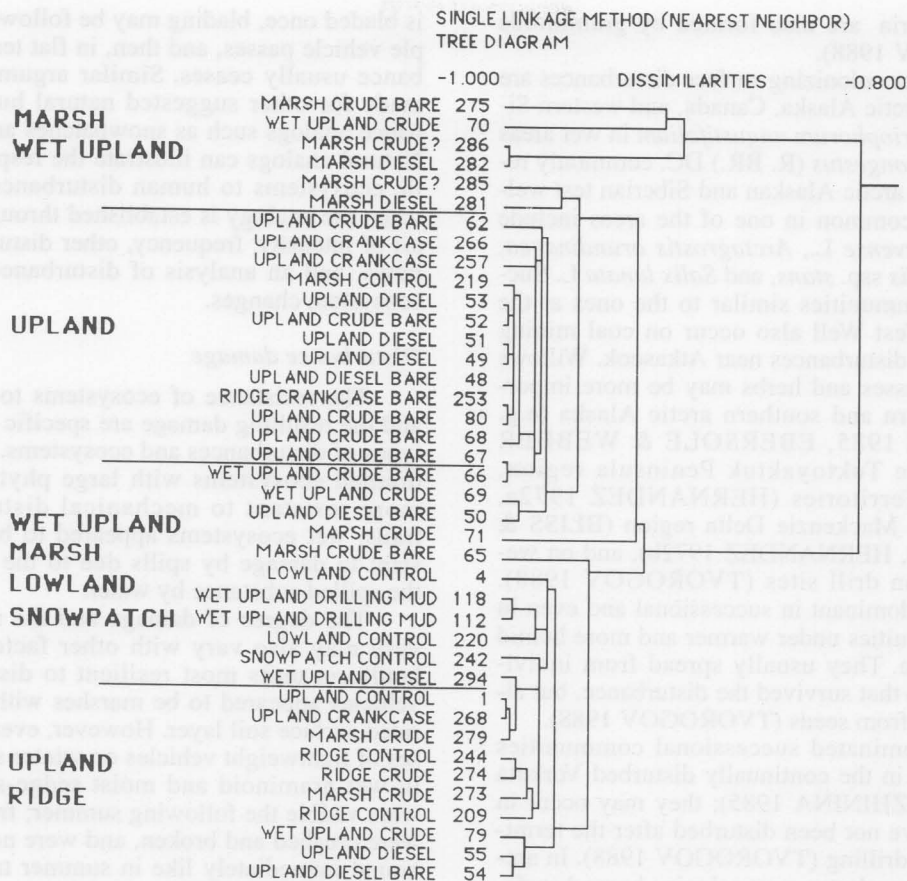 SINGLE LINKAGE METHOD (NEAREST NEIGHBOR)
TREE DIAGRAM
-1.000 DISSIMILARITIES -0.800
MARSH
WET UPLAND
MARSH CRUDE BARE 275
WET UPLAND CRUDE 70
MARSH CRUDE? 286
MARSH DIESEL 282
MARSH CRUDE? 285
MARSH DIESEL 281
UPLAND
UPLAND CRUDE BARE 62
UPLAND CRANKCASE 266
UPLAND CRANKCASE 257
MARSH CONTROL 219
UPLAND DIESEL 53
UPLAND CRUDE BARE 52
UPLAND DIESEL 51
UPLAND DIESEL 49
UPLAND DIESEL BARE 48
RIDGE CRANKCASE BARE 253
UPLAND CRUDE BARE 80
UPLAND CRUDE BARE 68
UPLAND CRUDE BARE 67
WET UPLAND CRUDE BARE 66
WET UPLAND
MARSH
LOWLAND
SNOWPATCH
WET UPLAND CRUDE 69
UPLAND DIESEL BARE 50
MARSH CRUDE 71
MARSH CRUDE BARE 65
LOWLAND CONTROL 4
WET UPLAND DRILLING MUD 118
WET UPLAND DRILLING MUD 112
LOWLAND CONTROL 220
SNOWPATCH CONTROL 242
WET UPLAND DIESEL 294
UPLAND
RIDGE
UPLAND CONTROL 1
UPLAND CRANKCASE 268
MARSH CRUDE 279
RIDGE CONTROL 244
RIDGE CRUDE 274
MARSH CRUDE 273
RIDGE CONTROL 209
WET UPLAND CRUDE 79
UPLAND DIESEL 55
UPLAND DIESEL BARE 54